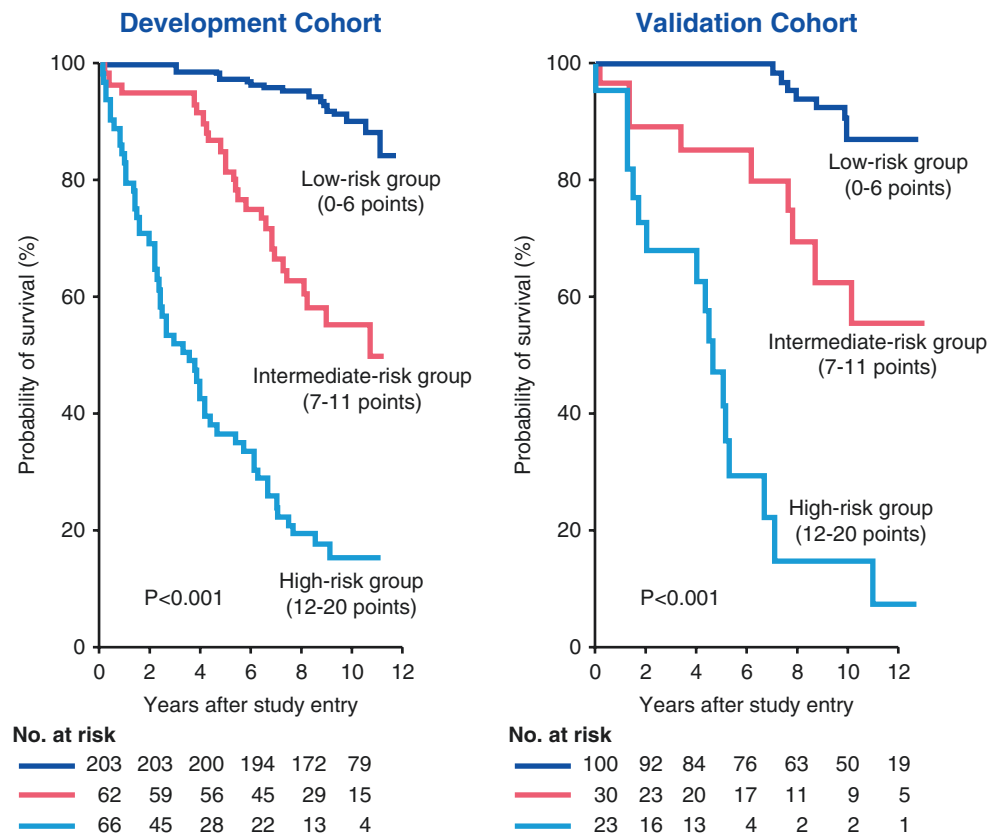 Development Cohort
Probability of survival (%)
100
80
60
40
20
0
Low-risk group
(0-6 points)
Intermediate-risk group
(7-11 points)
High-risk group
(12-20 points)
P<0.001
0 2 4 6 8 10 12
Years after study entry
No. at risk
203 203 200 194 172 79
62 59 56 45 29 15
66 45 28 22 13 4
Validation Cohort
Probability of survival (%)
100
80
60
40
20
0
Low-risk group
(0-6 points)
Intermediate-risk group
(7-11 points)
High-risk group
(12-20 points)
P<0.001
0 2 4 6 8 10 12
Years after study entry
No. at risk
100 92 84 76 63 50 19
30 23 20 17 11 9 5
23 16 13 4 2 2 1